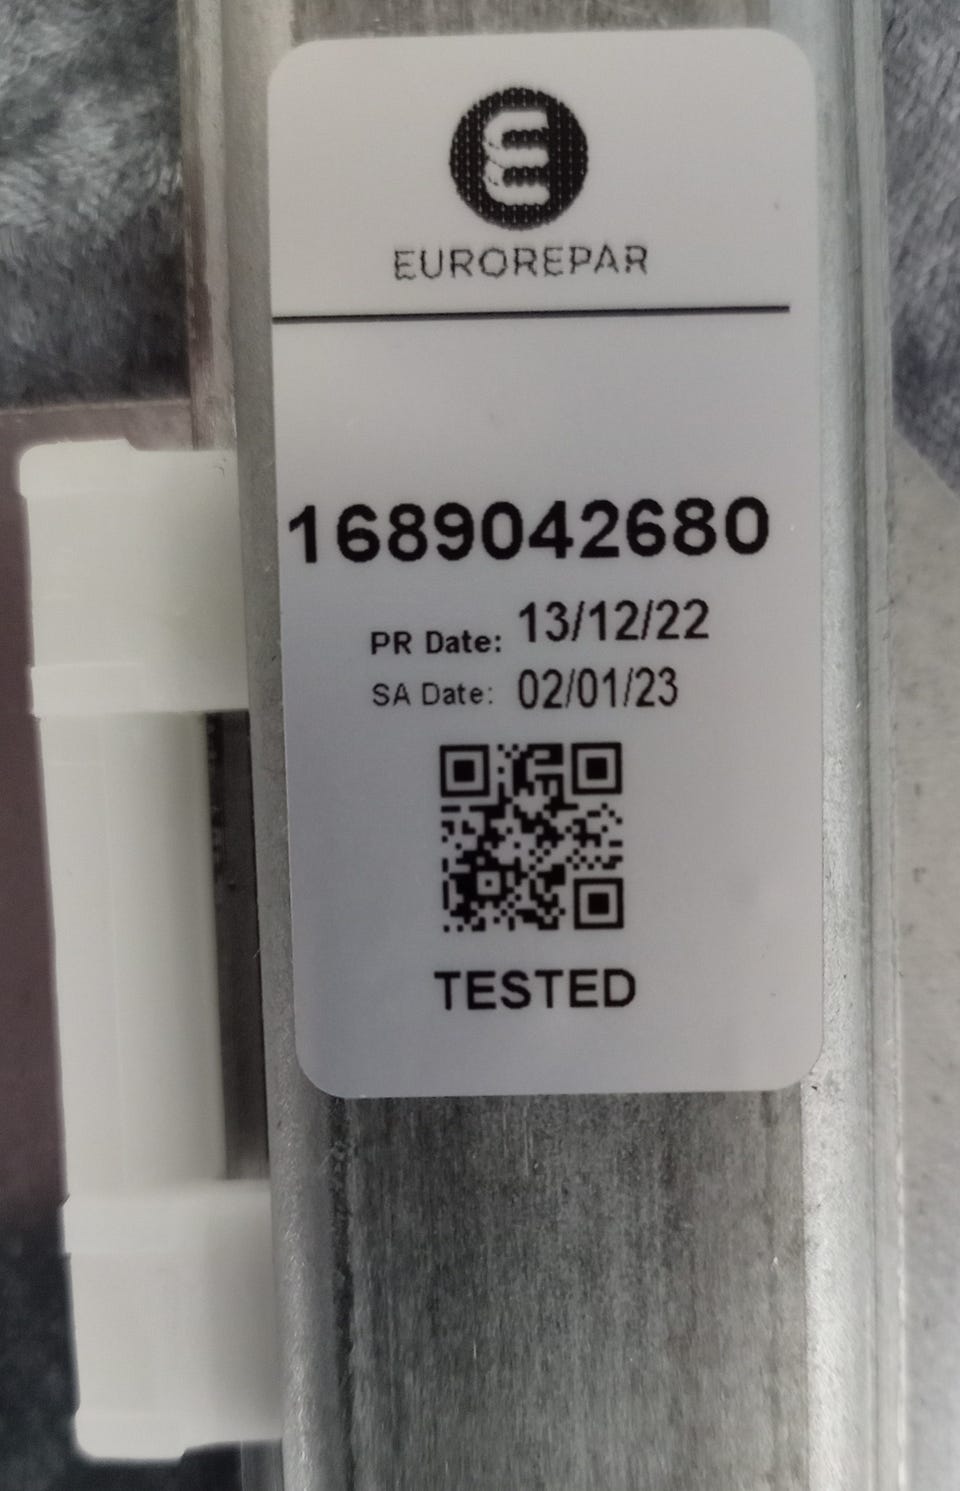 EUROREPAR
1689042680
PR Date: 13/12/22
SA Date: 02/01/23
TESTED